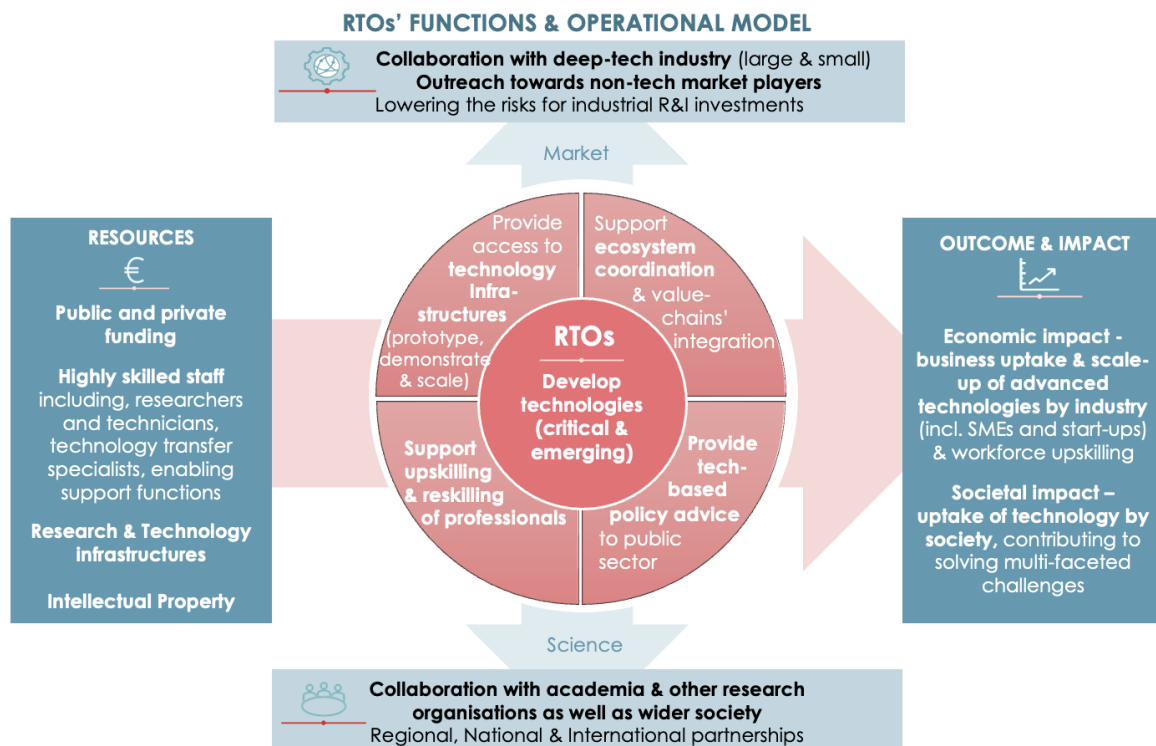 RTOs' FUNCTIONS & OPERATIONAL MODEL
Collaboration with deep-tech industry (large & small)
Outreach towards non-tech market players
Lowering the risks for industrial R&I investments
Market
RESOURCES
€
Public and private
funding
Highly skilled staff
including, researchers
and technicians,
technology transfer
specialists, enabling
support functions
Research & Technology
infrastructures
Intellectual Property
Provide
access to
technology
Infra-
structures
(prototype,
demonstrate
& scale)
Support
ecosystem
coordination
& value-
chains'
integration
RTOs
Develop
technologies
(critical &
emerging)
Support
upskilling
& reskilling
of professionals
Provide
tech-
based
policy advice
to public
sector
OUTCOME & IMPACT
Economic impact -
business uptake & scale-
up of advanced
technologies by industry
(incl. SMEs and start-ups)
& workforce upskilling
Societal impact –
uptake of technology by
society, contributing to
solving multi-faceted
challenges
Science
Collaboration with academia & other research
organisations as well as wider society
Regional, National & International partnerships